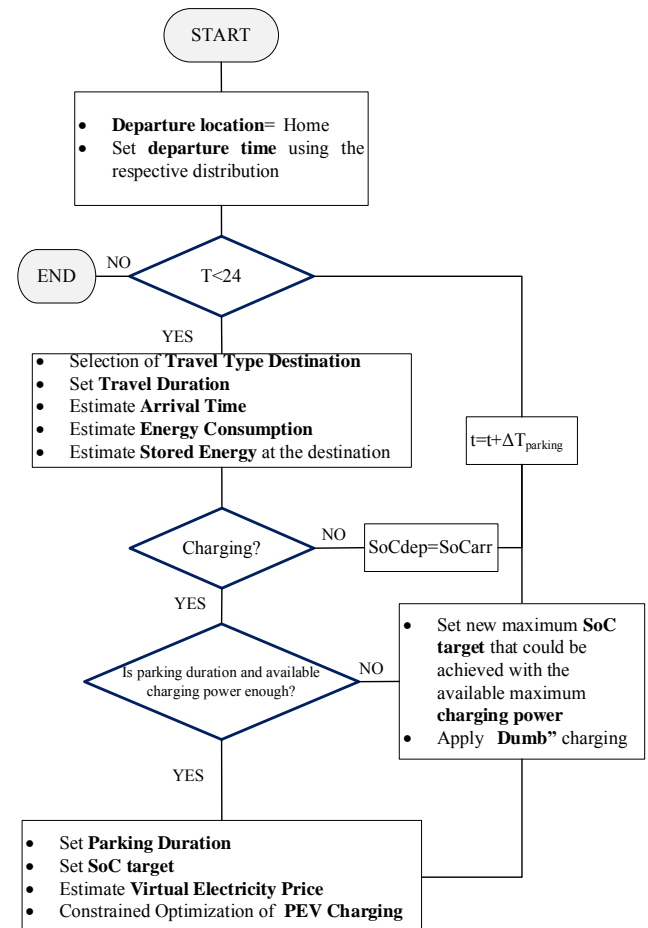 START
• Departure location= Home
• Set departure time using the
respective distribution
END
NO
T<24
YES
• Selection of Travel Type Destination
• Set Travel Duration
• Estimate Arrival Time
• Estimate Energy Consumption
• Estimate Stored Energy at the destination
t=t+ΔTparking
Charging?
NO
SoCdep=SoCarr
YES
Is parking duration and available
charging power enough?
NO
• Set new maximum SoC
target that could be
achieved with the
available maximum
charging power
• Apply Dumb” charging
YES
• Set Parking Duration
• Set SoC target
• Estimate Virtual Electricity Price
• Constrained Optimization of PEV Charging